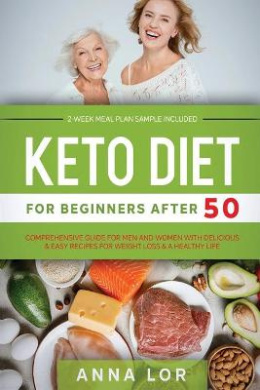 2-WEEK MEAL PLAN SAMPLE INCLUDED
KETO DIET
FOR BEGINNERS AFTER 50
COMPREHENSIVE GUIDE FOR MEN AND WOMEN WITH DELICIOUS
& EASY RECIPES FOR WEIGHT LOSS & A HEALTHY LIFE
ANNA LOR